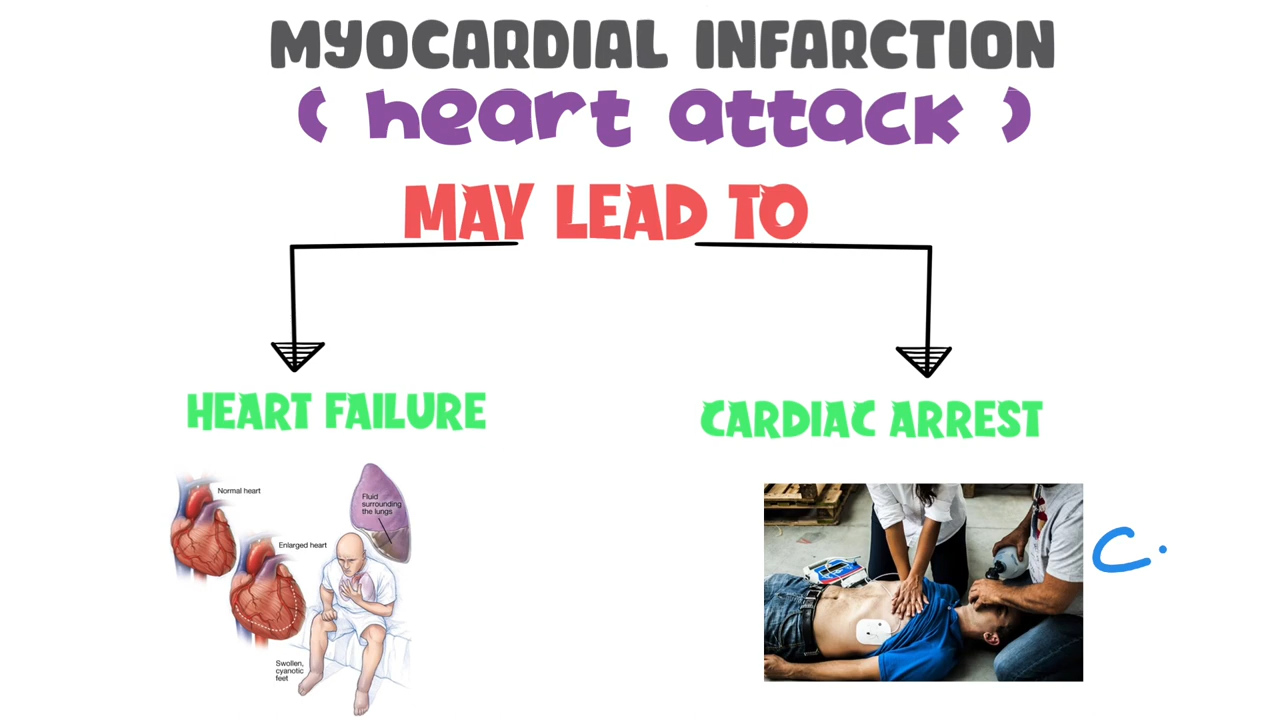 MYOCARDIAL INFARCTION
( heart attack )
MAY LEAD TO
HEART FAILURE
CARDIAC ARREST
Normal heart
Fluid
surrounding
the lungs
Enlarged heart
Swollen,
cyanotic
feet
C.